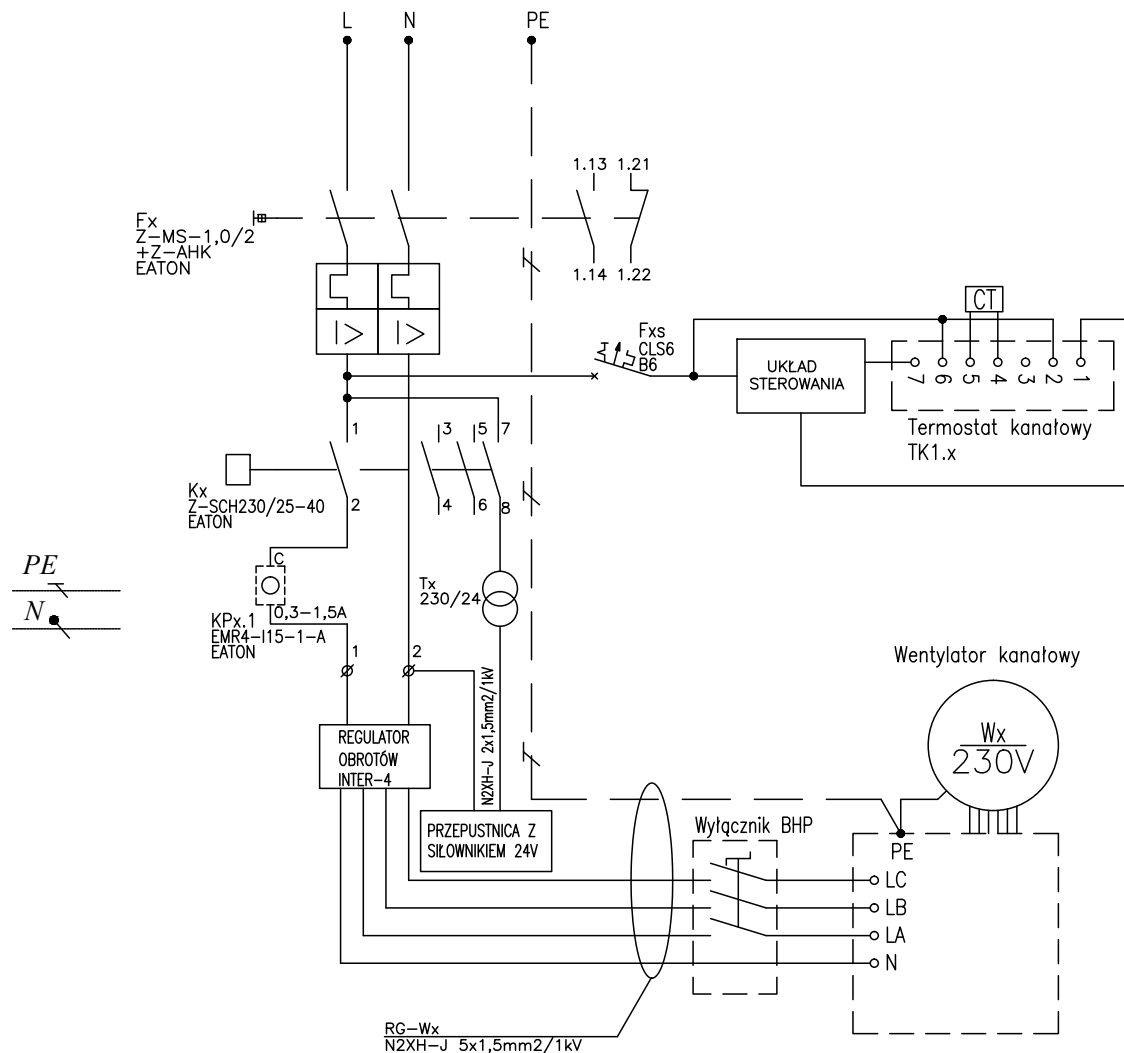 L N PE
1.13 1.21
Fx
Z-MS-1,0/2
+Z-AHK
EATON
1.14 1.22
I> I>
Fxs
CLS6
B6
UKŁAD
STEROWANIA
CT
7 6 5 4 3 2 1
Termostat kanałowy
TK1.x
1 3 5 7
Kx
Z-SCH230/25-40
EATON
2 4 6 8
PE
N
C
0,3-1,5A
KPx.1
EMR4-I15-1-A
EATON
Tx
230/24
1 2
N2XH-J 2x1,5mm2/1kV
REGULATOR
OBROTÓW
INTER-4
PRZEPUSTNICA Z
SIŁOWNIKIEM 24V
Wentylator kanałowy
Wx
230V
Wyłącznik BHP
PE
LC
LB
LA
N
RG-Wx
N2XH-J 5x1,5mm2/1kV